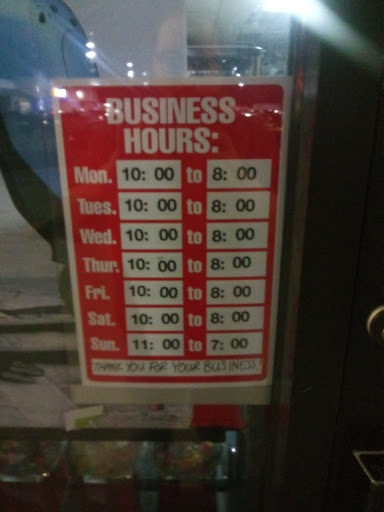 BUSINESS
HOURS:
Mon. 10: 00 to 8: 00
Tues. 10: 00 to 8: 00
Wed. 10: 00 to 8: 00
Thur. 10: 00 to 8: 00
Fri. 10: 00 to 8: 00
Sat. 10: 00 to 8: 00
Sun. 11: 00 to 7: 00
THANK YOU FOR YOUR BUSINESS!